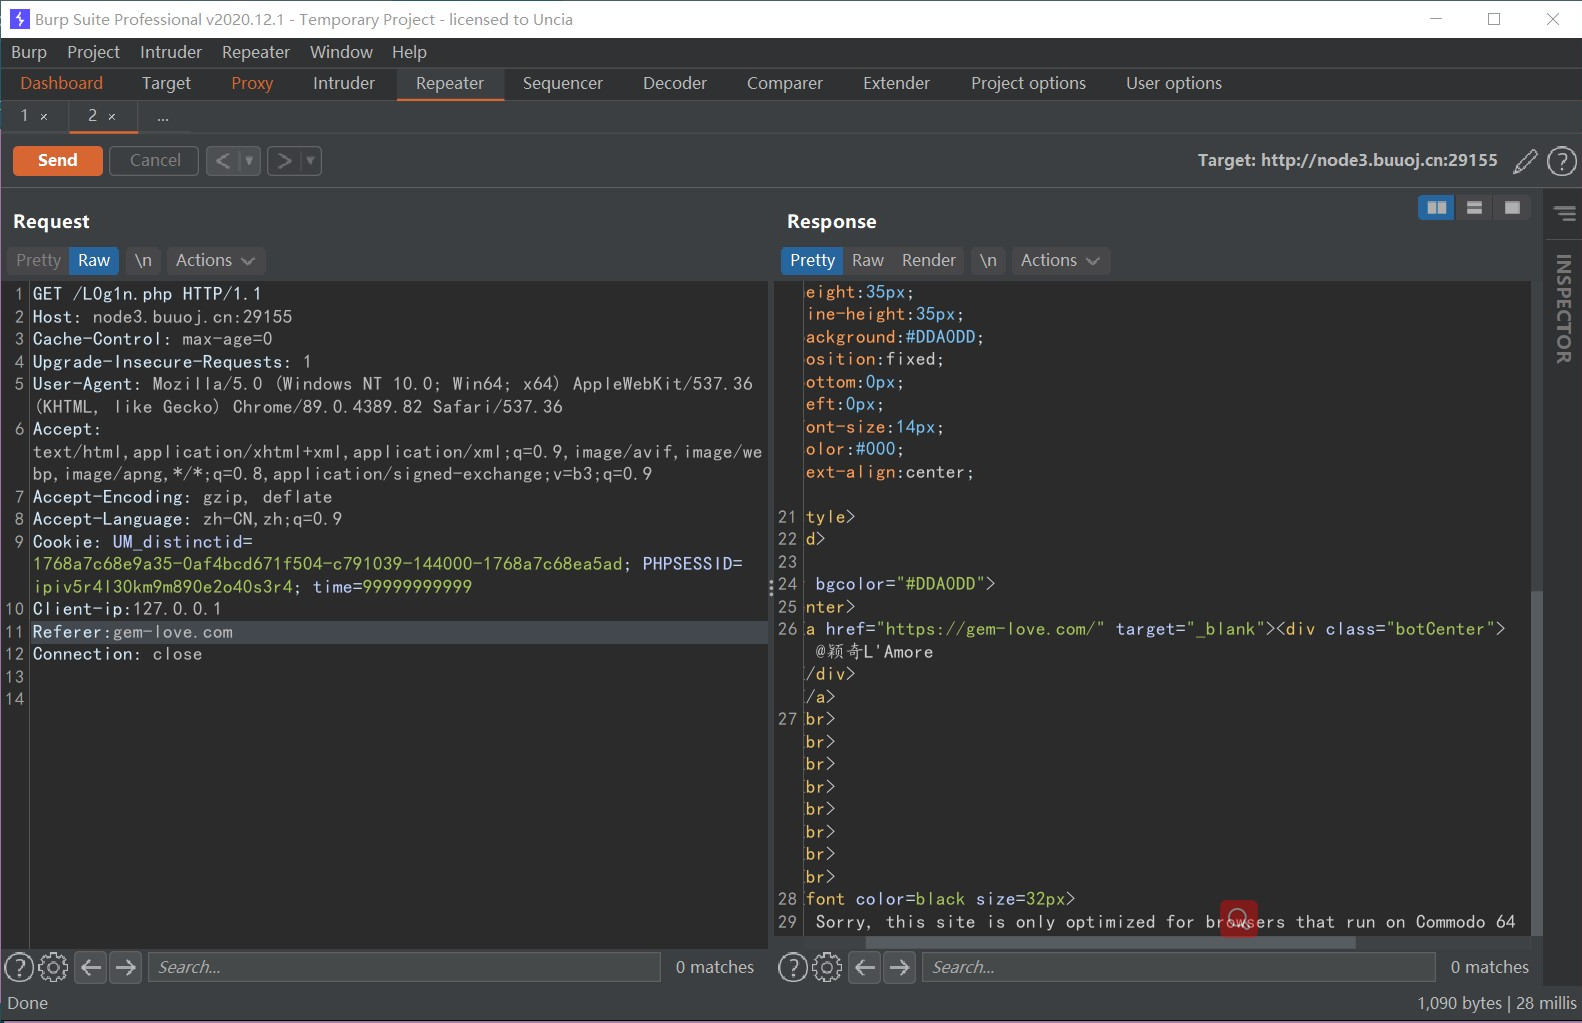 Burp Suite Professional v2020.12.1 - Temporary Project - licensed to Uncia
Burp Project Intruder Repeater Window Help
Dashboard Target Proxy Intruder Repeater Sequencer Decoder Comparer Extender Project options User options
1 × 2 × ...
Send Cancel < > Target: http://node3.buuoj.cn:29155
Request
Pretty Raw \n Actions
1 GET /L0g1n.php HTTP/1.1
2 Host: node3.buuoj.cn:29155
3 Cache-Control: max-age=0
4 Upgrade-Insecure-Requests: 1
5 User-Agent: Mozilla/5.0 (Windows NT 10.0; Win64; x64) AppleWebKit/537.36
(KHTML, like Gecko) Chrome/89.0.4389.82 Safari/537.36
6 Accept:
text/html,application/xhtml+xml,application/xml;q=0.9,image/avif,image/we
bp,image/apng,*/*;q=0.8,application/signed-exchange;v=b3;q=0.9
7 Accept-Encoding: gzip, deflate
8 Accept-Language: zh-CN,zh;q=0.9
9 Cookie: UM_distinctid=
1768a7c68e9a35-0af4bcd671f504-c791039-144000-1768a7c68ea5ad; PHPSESSID=
ipiv5r4l30km9m890e2o40s3r4; time=99999999999
10 Client-ip:127.0.0.1
11 Referer:gem-love.com
12 Connection: close
13
14
Search... 0 matches
Response
Pretty Raw Render \n Actions
eight:35px;
ine-height:35px;
ackground:#DDA0DD;
osition:fixed;
ottom:0px;
eft:0px;
ont-size:14px;
olor:#000;
ext-align:center;
21 tyle>
22 d>
23
24 bgcolor="#DDA0DD">
25 nter>
26 a href="https://gem-love.com/" target="_blank"><div class="botCenter">
@颖奇L'Amore
/div>
/a>
27 br>
br>
br>
br>
br>
br>
br>
br>
28 font color=black size=32px>
29 Sorry, this site is only optimized for browsers that run on Commodo 64
Search... 0 matches
INSPECTOR
Done 1,090 bytes | 28 millis